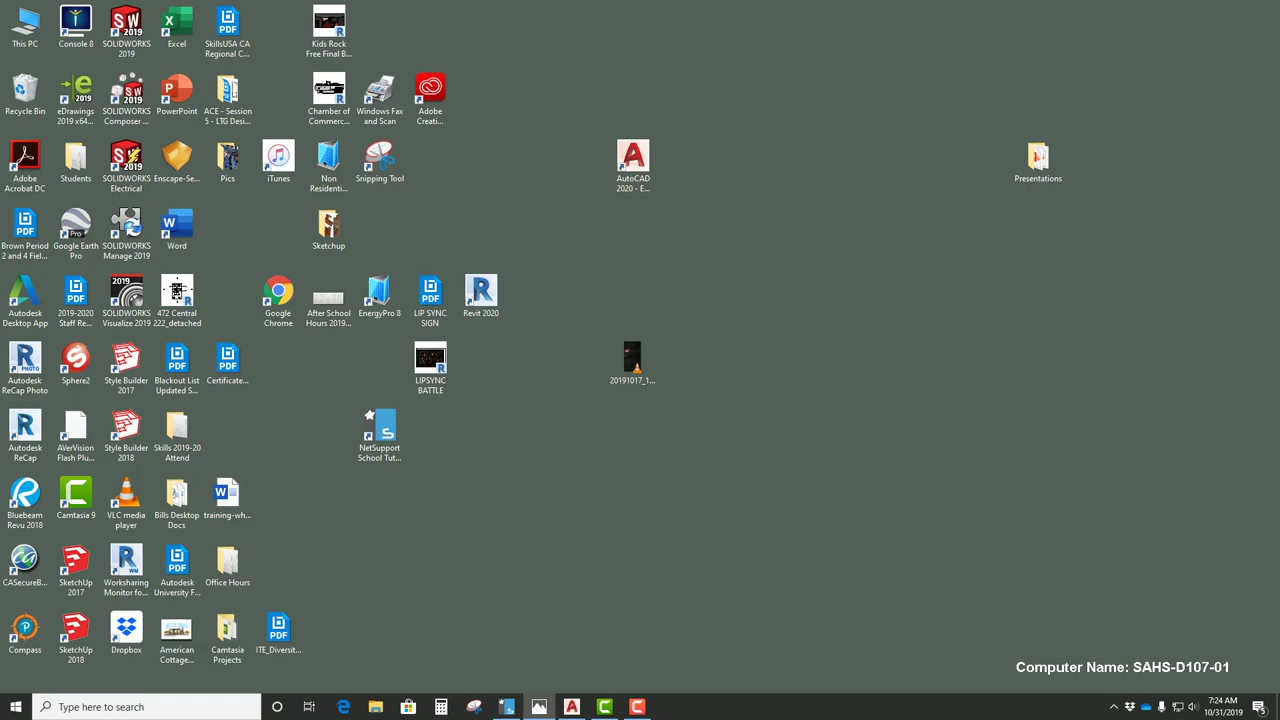 This PC
Console 8
SOLIDWORKS
2019
Excel
SkillsUSA CA
Regional C...
Kids Rock
Free Final B...
Recycle Bin
eDrawings
2019 x64...
SOLIDWORKS
Composer ...
PowerPoint
ACE - Session
5 - LTG Desi...
Chamber of
Commerc...
Windows Fax
and Scan
Adobe
Creati...
Adobe
Acrobat DC
Students
SOLIDWORKS
Electrical
Enscape-Se...
Pics
iTunes
Non
Residenti...
Snipping Tool
AutoCAD
2020 - E...
Presentations
Brown Period
2 and 4 Fiel...
Google Earth
Pro
SOLIDWORKS
Manage 2019
Word
Sketchup
Autodesk
Desktop App
2019-2020
Staff Re...
SOLIDWORKS
Visualize 2019
472 Central
222_detached
Google
Chrome
After School
Hours 2019...
EnergyPro 8
LIP SYNC
SIGN
Revit 2020
Autodesk
ReCap Photo
Sphere2
Style Builder
2017
Blackout List
Updated S...
Certificate...
LIPSYNC
BATTLE
20191017_1...
Autodesk
ReCap
AVerVision
Flash Plu...
Style Builder
2018
Skills 2019-20
Attend
NetSupport
School Tut...
Bluebeam
Revu 2018
Camtasia 9
VLC media
player
Bills Desktop
Docs
training-wh...
CASecureB...
SketchUp
2017
Worksharing
Monitor fo...
Autodesk
University F...
Office Hours
Compass
SketchUp
2018
Dropbox
American
Cottage...
Camtasia
Projects
ITE_Diversit...
Computer Name: SAHS-D107-01
Type here to search
7:24 AM
10/31/2019